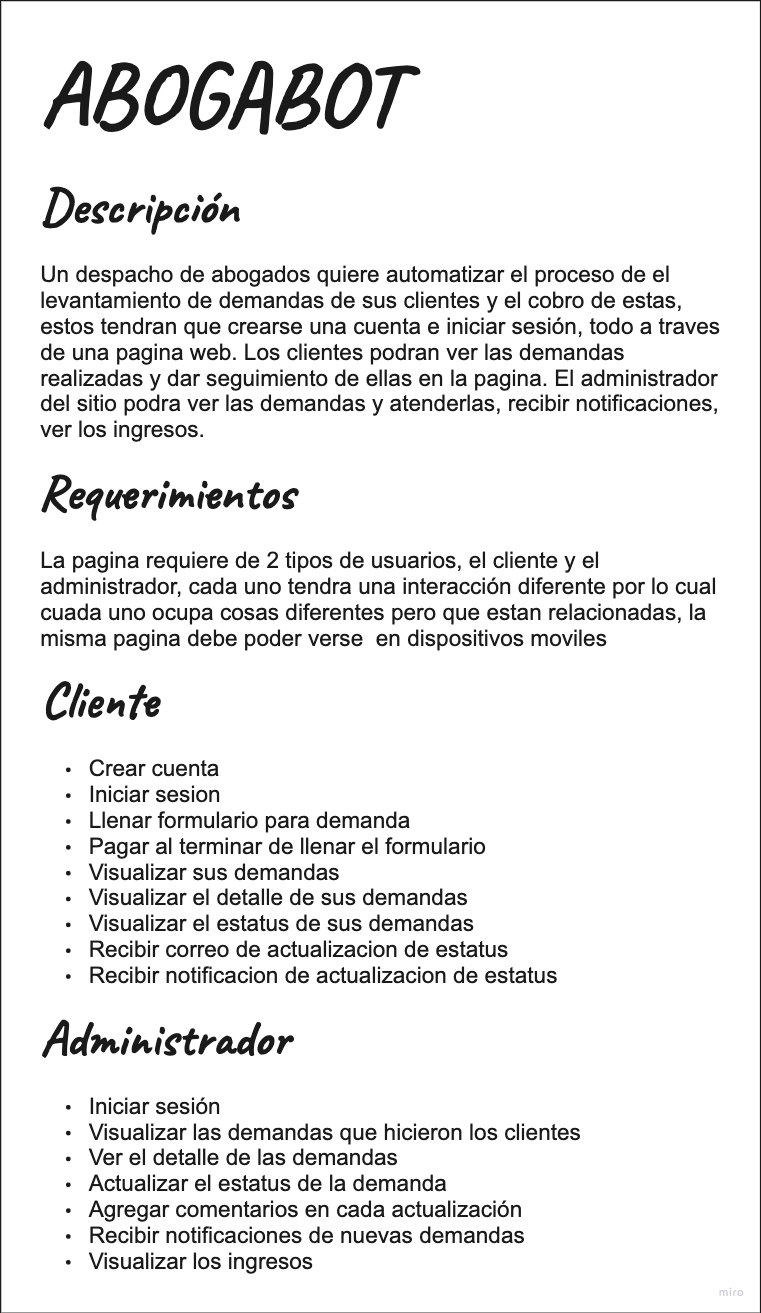 ABOGABOT
Descripción
Un despacho de abogados quiere automatizar el proceso de el
levantamiento de demandas de sus clientes y el cobro de estas,
estos tendran que crearse una cuenta e iniciar sesión, todo a traves
de una pagina web. Los clientes podran ver las demandas
realizadas y dar seguimiento de ellas en la pagina. El administrador
del sitio podra ver las demandas y atenderlas, recibir notificaciones,
ver los ingresos.
Requerimientos
La pagina requiere de 2 tipos de usuarios, el cliente y el
administrador, cada uno tendra una interacción diferente por lo cual
cuada uno ocupa cosas diferentes pero que estan relacionadas, la
misma pagina debe poder verse  en dispositivos moviles
Cliente
• Crear cuenta
• Iniciar sesion
• Llenar formulario para demanda
• Pagar al terminar de llenar el formulario
• Visualizar sus demandas
• Visualizar el detalle de sus demandas
• Visualizar el estatus de sus demandas
• Recibir correo de actualizacion de estatus
• Recibir notificacion de actualizacion de estatus
Administrador
• Iniciar sesión
• Visualizar las demandas que hicieron los clientes
• Ver el detalle de las demandas
• Actualizar el estatus de la demanda
• Agregar comentarios en cada actualización
• Recibir notificaciones de nuevas demandas
• Visualizar los ingresos
miro